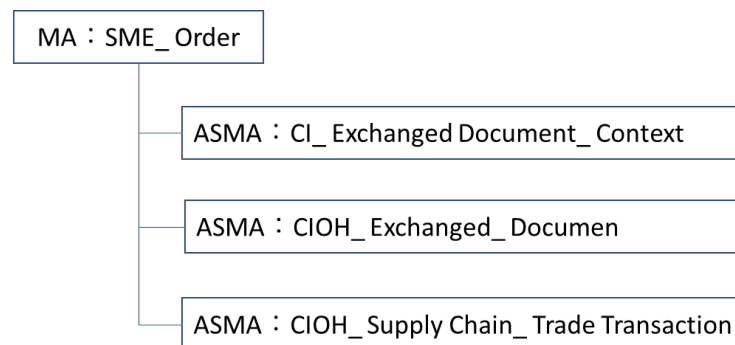 MA：SME_ Order
ASMA：CI_ Exchanged Document_ Context
ASMA：CIOH_ Exchanged_ Documen
ASMA：CIOH_ Supply Chain_ Trade Transaction